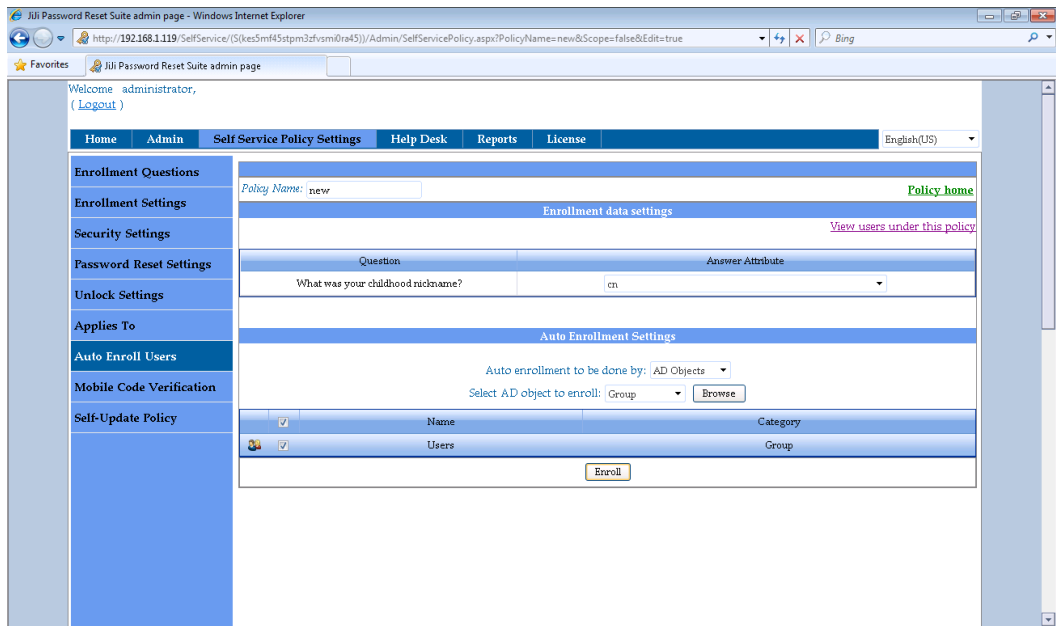 JiJi Password Reset Suite admin page - Windows Internet Explorer
http://192.168.1.119/SelfService/(S(kes5mf45stpm3zfvsmi0ra45))/Admin/SelfServicePolicy.aspx?PolicyName=new&Scope=false&Edit=true
Bing
Favorites
JiJi Password Reset Suite admin page
Welcome administrator,
( Logout )
Home Admin Self Service Policy Settings Help Desk Reports License English(US)
Enrollment Questions
Enrollment Settings
Security Settings
Password Reset Settings
Unlock Settings
Applies To
Auto Enroll Users
Mobile Code Verification
Self-Update Policy
Policy Name: new Policy home
Enrollment data settings
View users under this policy
Question Answer Attribute
What was your childhood nickname? cn
Auto Enrollment Settings
Auto enrollment to be done by: AD Objects
Select AD object to enroll: Group Browse
Name Category
Users Group
Enroll